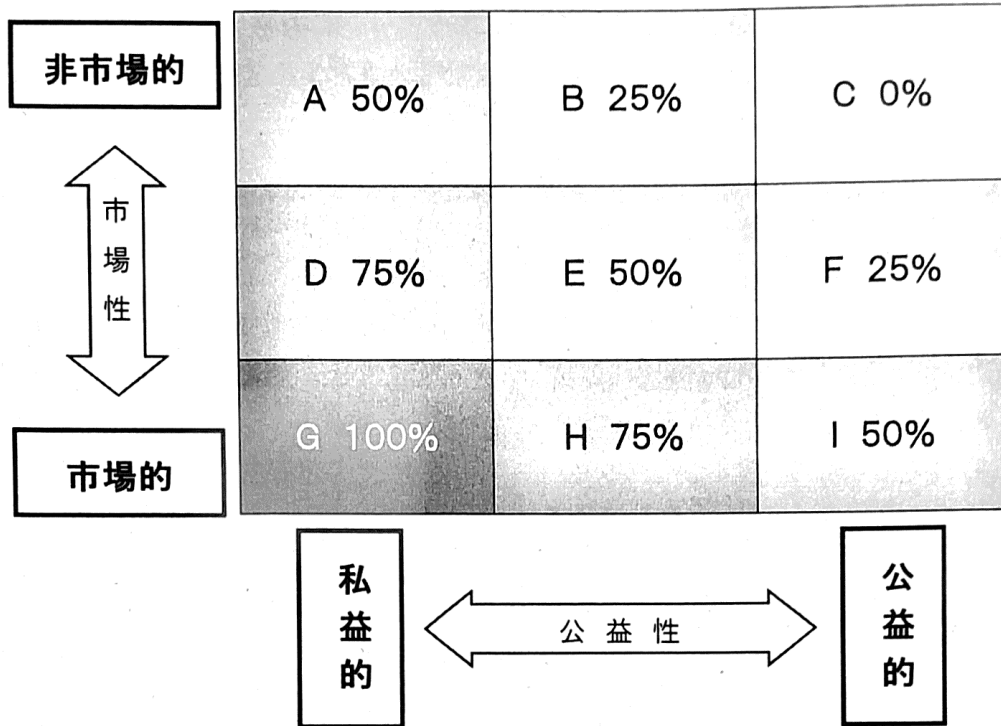 非市場的
A 50%
B 25%
C 0%
市場性
D 75%
E 50%
F 25%
市場的
G 100%
H 75%
I 50%
私益的
公益性
公益的